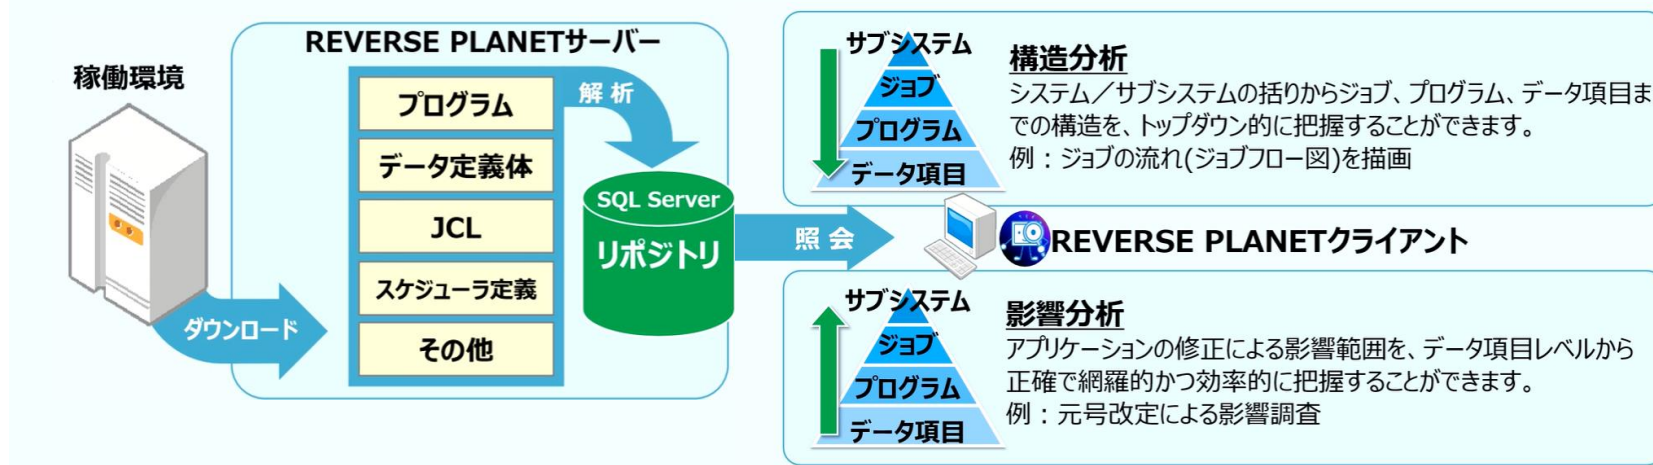 稼働環境
ダウンロード
REVERSE PLANETサーバー
プログラム
データ定義体
JCL
スケジューラ定義
その他
解析
SQL Server
リポジトリ
照会
サブシステム
ジョブ
プログラム
データ項目
構造分析
システム／サブシステムの括りからジョブ、プログラム、データ項目ま
での構造を、トップダウン的に把握することができます。
例：ジョブの流れ(ジョブフロー図)を描画
REVERSE PLANETクライアント
サブシステム
ジョブ
プログラム
データ項目
影響分析
アプリケーションの修正による影響範囲を、データ項目レベルから
正確で網羅的かつ効率的に把握することができます。
例：元号改定による影響調査